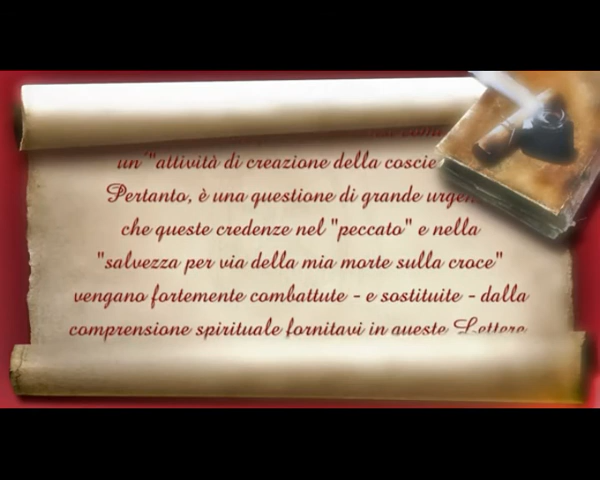 un'"attività di creazione della coscie
Pertanto, è una questione di grande urgen
che queste credenze nel "peccato" e nella
"salvezza per via della mia morte sulla croce"
vengano fortemente combattute - e sostituite - dalla
comprensione spirituale fornitavi in queste Lettere